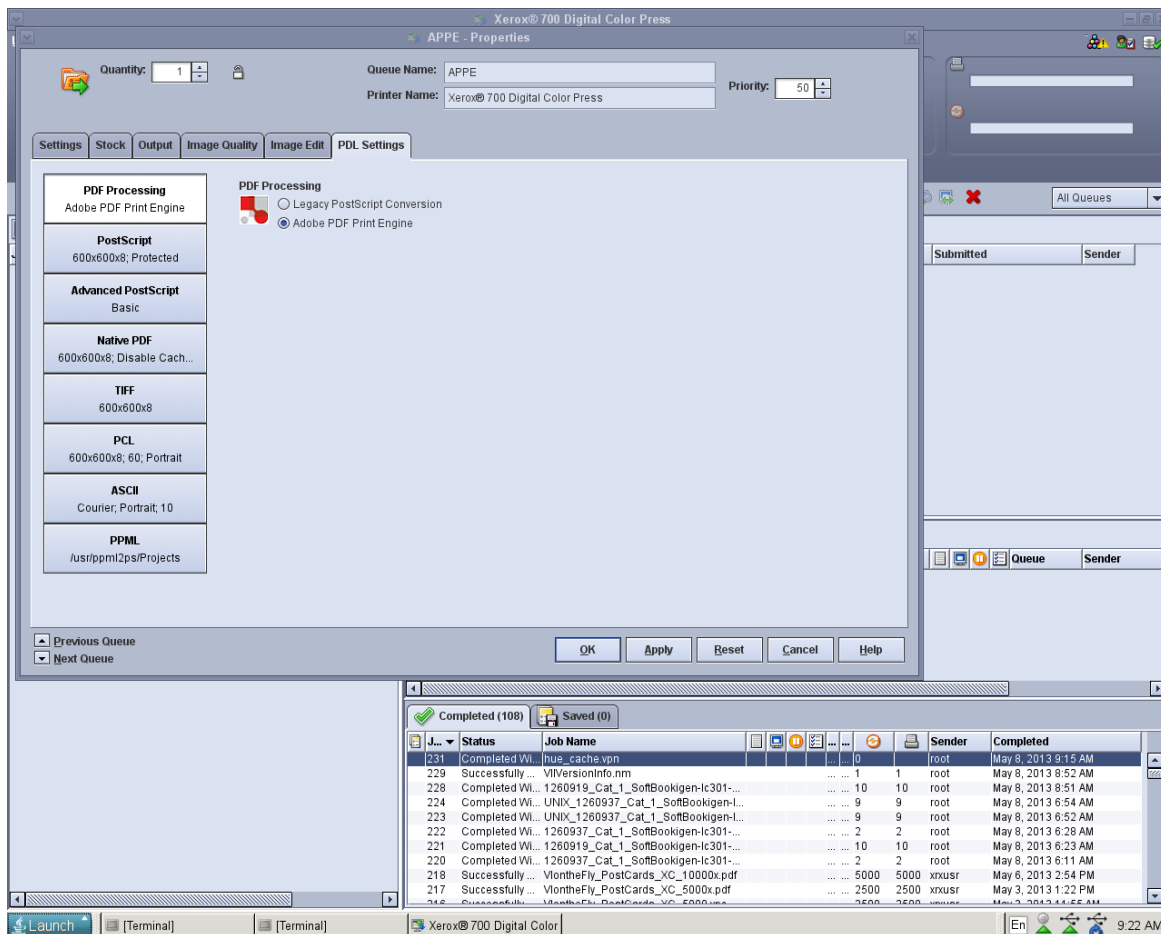 Xerox® 700 Digital Color Press
APPE - Properties
Quantity: 1
Queue Name: APPE
Printer Name: Xerox® 700 Digital Color Press
Priority: 50
Settings Stock Output Image Quality Image Edit PDL Settings
PDF Processing
Adobe PDF Print Engine
PostScript
600x600x8; Protected
Advanced PostScript
Basic
Native PDF
600x600x8; Disable Cach...
TIFF
600x600x8
PCL
600x600x8; 60; Portrait
ASCII
Courier; Portrait; 10
PPML
/usr/ppml2ps/Projects
PDF Processing
Legacy PostScript Conversion
Adobe PDF Print Engine
Previous Queue
Next Queue
OK Apply Reset Cancel Help
All Queues
Submitted Sender
Queue Sender
Completed (108) Saved (0)
J... Status Job Name ... ... Sender Completed
231 Completed Wi... hue_cache.vpn ... ... 0 root May 8, 2013 9:15 AM
229 Successfully ... VIVersionInfo.nm ... ... 1 1 root May 8, 2013 8:52 AM
228 Completed Wi... 1260919_Cat_1_SoftBookigen-lc301-... ... ... 10 10 root May 8, 2013 8:51 AM
224 Completed Wi... UNIX_1260937_Cat_1_SoftBookigen-l... ... ... 9 9 root May 8, 2013 6:54 AM
223 Completed Wi... UNIX_1260937_Cat_1_SoftBookigen-l... ... ... 9 9 root May 8, 2013 6:52 AM
222 Completed Wi... 1260937_Cat_1_SoftBookigen-lc301-... ... ... 2 2 root May 8, 2013 6:28 AM
221 Completed Wi... 1260919_Cat_1_SoftBookigen-lc301-... ... ... 10 10 root May 8, 2013 6:23 AM
220 Completed Wi... 1260937_Cat_1_SoftBookigen-lc301-... ... ... 2 2 root May 8, 2013 6:11 AM
218 Successfully ... VIontheFly_PostCards_XC_10000x.pdf ... ... 5000 5000 xrxusr May 6, 2013 2:54 PM
217 Successfully ... VIontheFly_PostCards_XC_5000x.pdf ... ... 2500 2500 xrxusr May 3, 2013 1:22 PM
Launch [Terminal] [Terminal] Xerox® 700 Digital Color En 9:22 AM